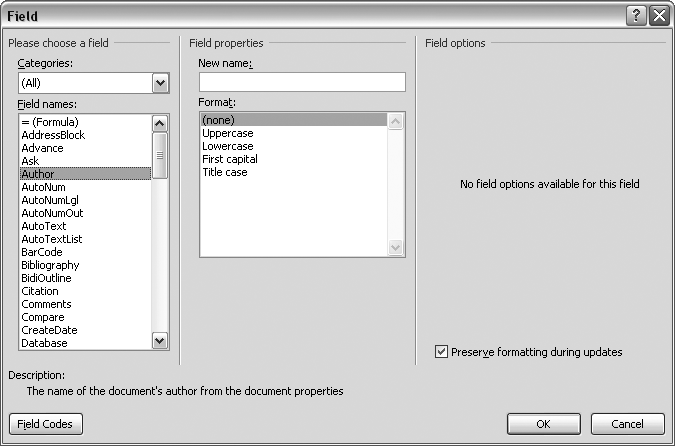 Field
Please choose a field
Categories:
(All)
Field names:
= (Formula)
AddressBlock
Advance
Ask
Author
AutoNum
AutoNumLgl
AutoNumOut
AutoText
AutoTextList
BarCode
Bibliography
BidiOutline
Citation
Comments
Compare
CreateDate
Database
Field properties
New name:
Format:
(none)
Uppercase
Lowercase
First capital
Title case
Field options
No field options available for this field
Preserve formatting during updates
Description:
The name of the document's author from the document properties
Field Codes
OK
Cancel